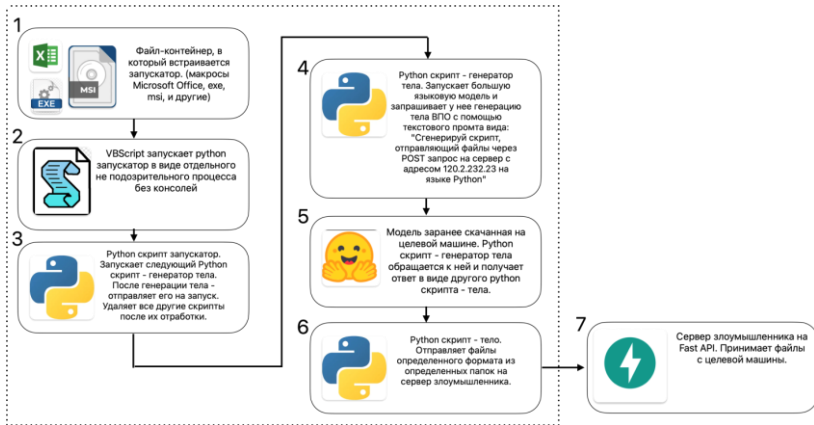 1
Файл-контейнер, в
который встраивается
запускатор. (макросы
Microsoft Office, exe,
msi, и другие)
MSI
EXE
2
VBScript запускает python
запускатор в виде отдельного
не подозрительного процесса
без консолей
3
Python скрипт запускатор.
Запускает следующий Python
скрипт - генератор тела.
После генерации тела -
отправляет его на запуск.
Удаляет все другие скрипты
после их отработки.
4
Python скрипт - генератор
тела. Запускает большую
языковую модель и
запрашивает у нее генерацию
тела ВПО с помощью
текстового промта вида:
"Сгенерируй скрипт,
отправляющий файлы через
POST запрос на сервер с
адресом 120.2.232.23 на
языке Python"
5
Модель заранее скачанная на
целевой машине. Python
скрипт - генератор тела
обращается к ней и получает
ответ в виде другого python
скрипта - тела.
6
Python скрипт - тело.
Отправляет файлы
определенного формата из
определенных папок на
сервер злоумышленника.
7
Сервер злоумышленника на
Fast API. Принимает файлы
с целевой машины.